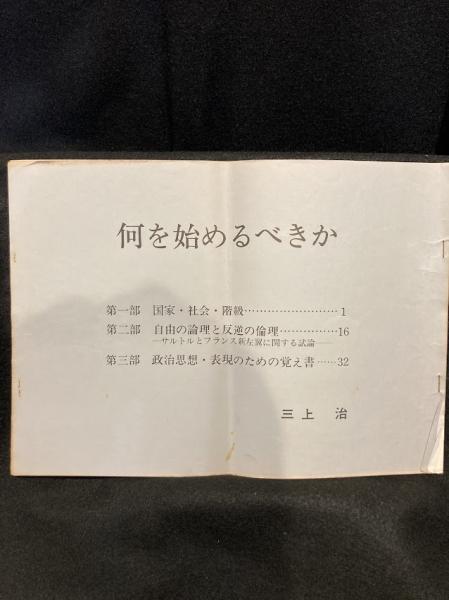 何を始めるべきか
第一部 国家・社会・階級……………………1
第二部 自由の論理と反逆の倫理……………16
―サルトルとフランス新左翼に関する試論―
第三部 政治思想・表現のための覚え書……32
三上 治